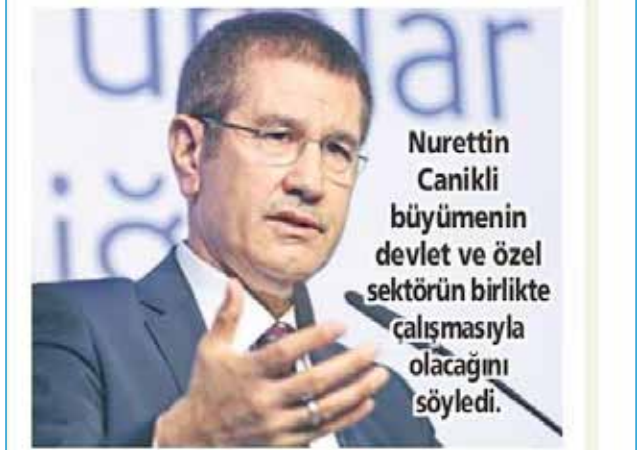 Nurettin
Canikli
büyümenin
devlet ve özel
sektörün birlikte
çalışmasıyla
olacağını
söyledi.